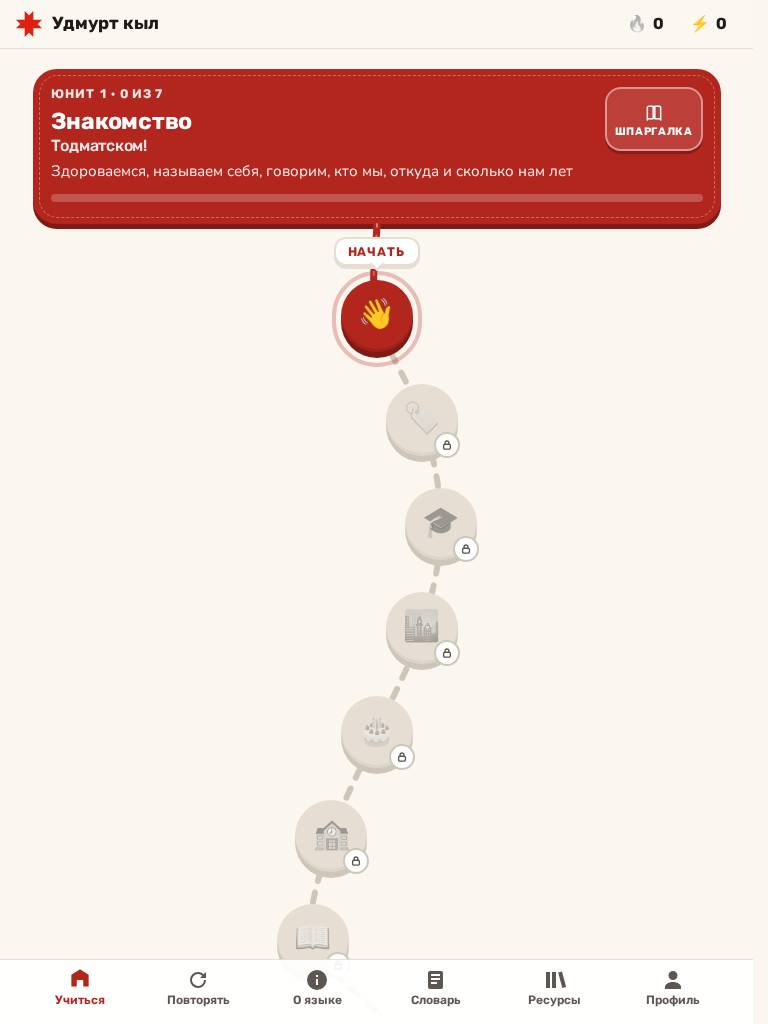 Удмурт кыл
0
0
ЮНИТ 1 · 0 ИЗ 7
Знакомство
Тодматском!
Здороваемся, называем себя, говорим, кто мы, откуда и сколько нам лет
ШПАРГАЛКА
НАЧАТЬ
Учиться
Повторять
О языке
Словарь
Ресурсы
Профиль